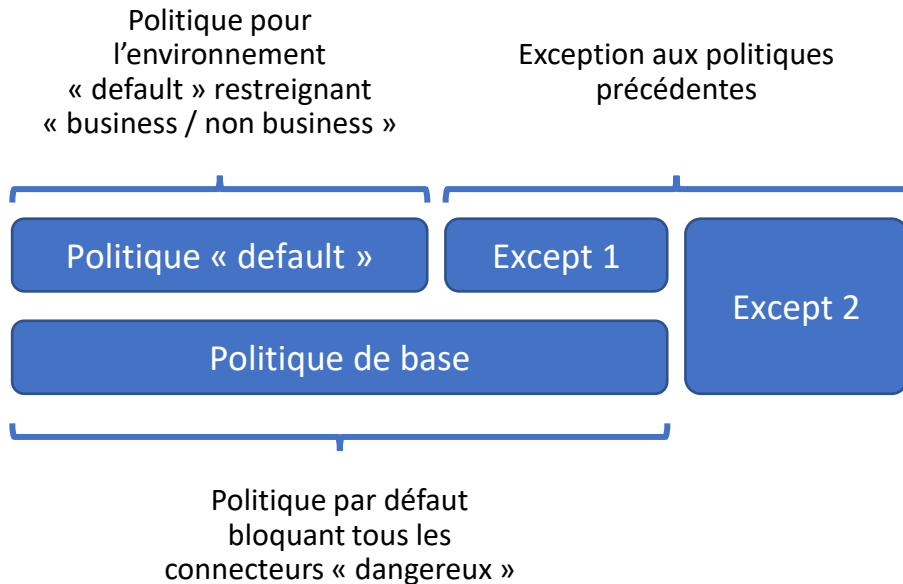 Politique pour
l’environnement
« default » restreignant
« business / non business »
Exception aux politiques
précédentes
Politique « default »
Except 1
Except 2
Politique de base
Politique par défaut
bloquant tous les
connecteurs « dangereux »